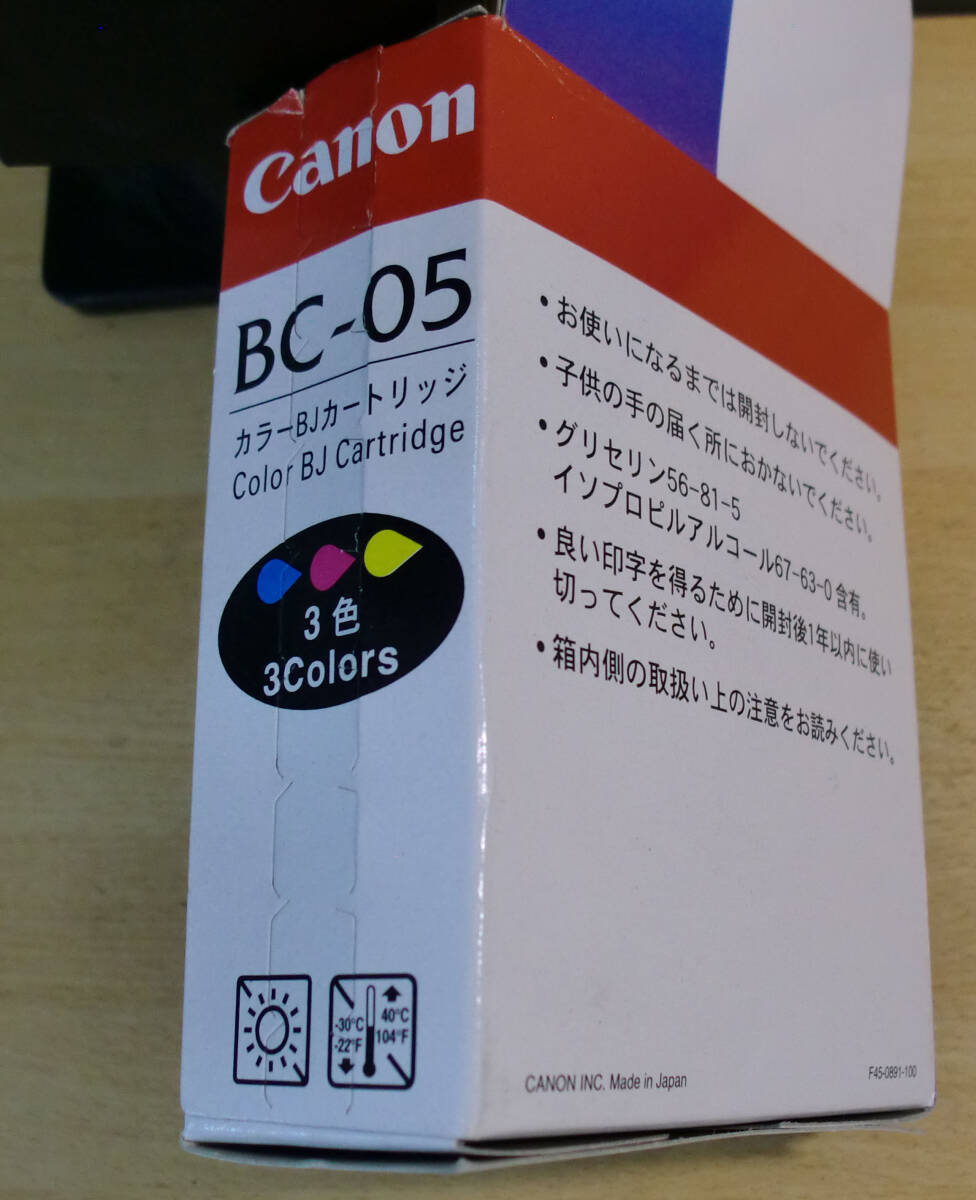 Canon
BC-05
カラーBJカートリッジ
Color BJ Cartridge
3色
3Colors
-30°C
-22°F
40°C
104°F
・お使いになるまでは開封しないでください。
・子供の手の届く所におかないでください。
・グリセリン56-81-5
イソプロピルアルコール67-63-0 含有。
・良い印字を得るために開封後1年以内に使い
切ってください。
・箱内側の取扱い上の注意をお読みください。
CANON INC. Made in Japan
F45-0891-100